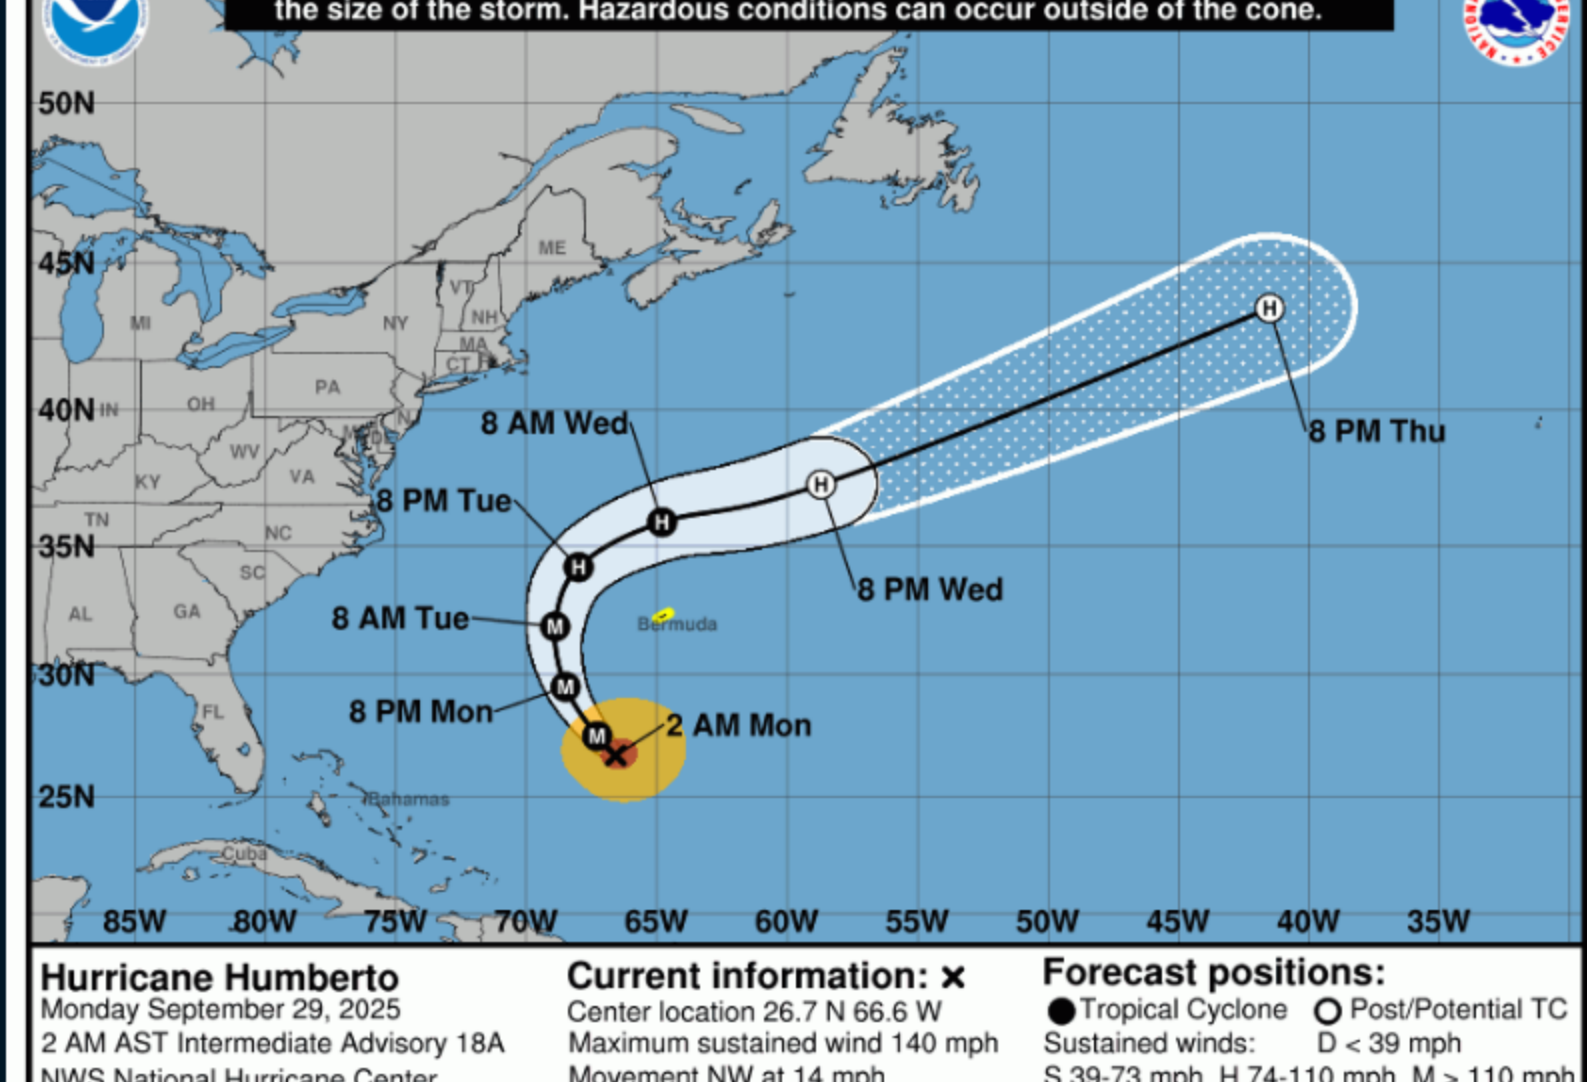 the size of the storm. Hazardous conditions can occur outside of the cone.
NATIONAL
SERVICE
50N
45N
40N
35N
30N
25N
ME
VT
NH
MI
NY
MA
CT
PA
IN
OH
WV
KY
VA
TN
NC
SC
AL
GA
FL
8 AM Wed
8 PM Tue
8 AM Tue
8 PM Mon
2 AM Mon
8 PM Wed
8 PM Thu
H
H
H
H
M
M
M
Bermuda
Bahamas
Cuba
85W 80W 75W 70W 65W 60W 55W 50W 45W 40W 35W
Hurricane Humberto
Monday September 29, 2025
2 AM AST Intermediate Advisory 18A
NWS National Hurricane Center
Current information: x
Center location 26.7 N 66.6 W
Maximum sustained wind 140 mph
Movement NW at 14 mph
Forecast positions:
Tropical Cyclone Post/Potential TC
Sustained winds: D < 39 mph
S 39-73 mph H 74-110 mph M > 110 mph